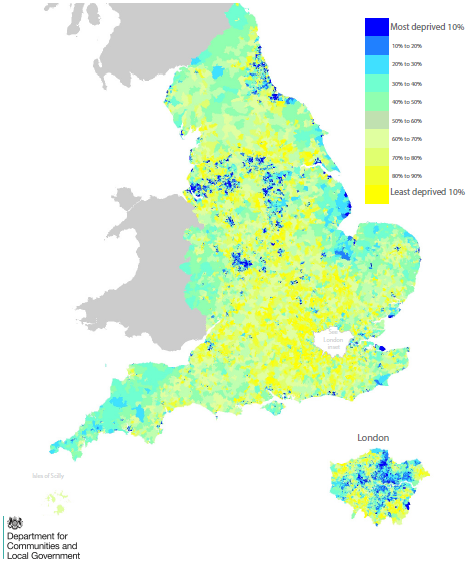 Most deprived 10%
10% to 20%
20% to 30%
30% to 40%
40% to 50%
50% to 60%
60% to 70%
70% to 80%
80% to 90%
Least deprived 10%
See
London
inset
London
Isles of Scilly
Department for
Communities and
Local Government